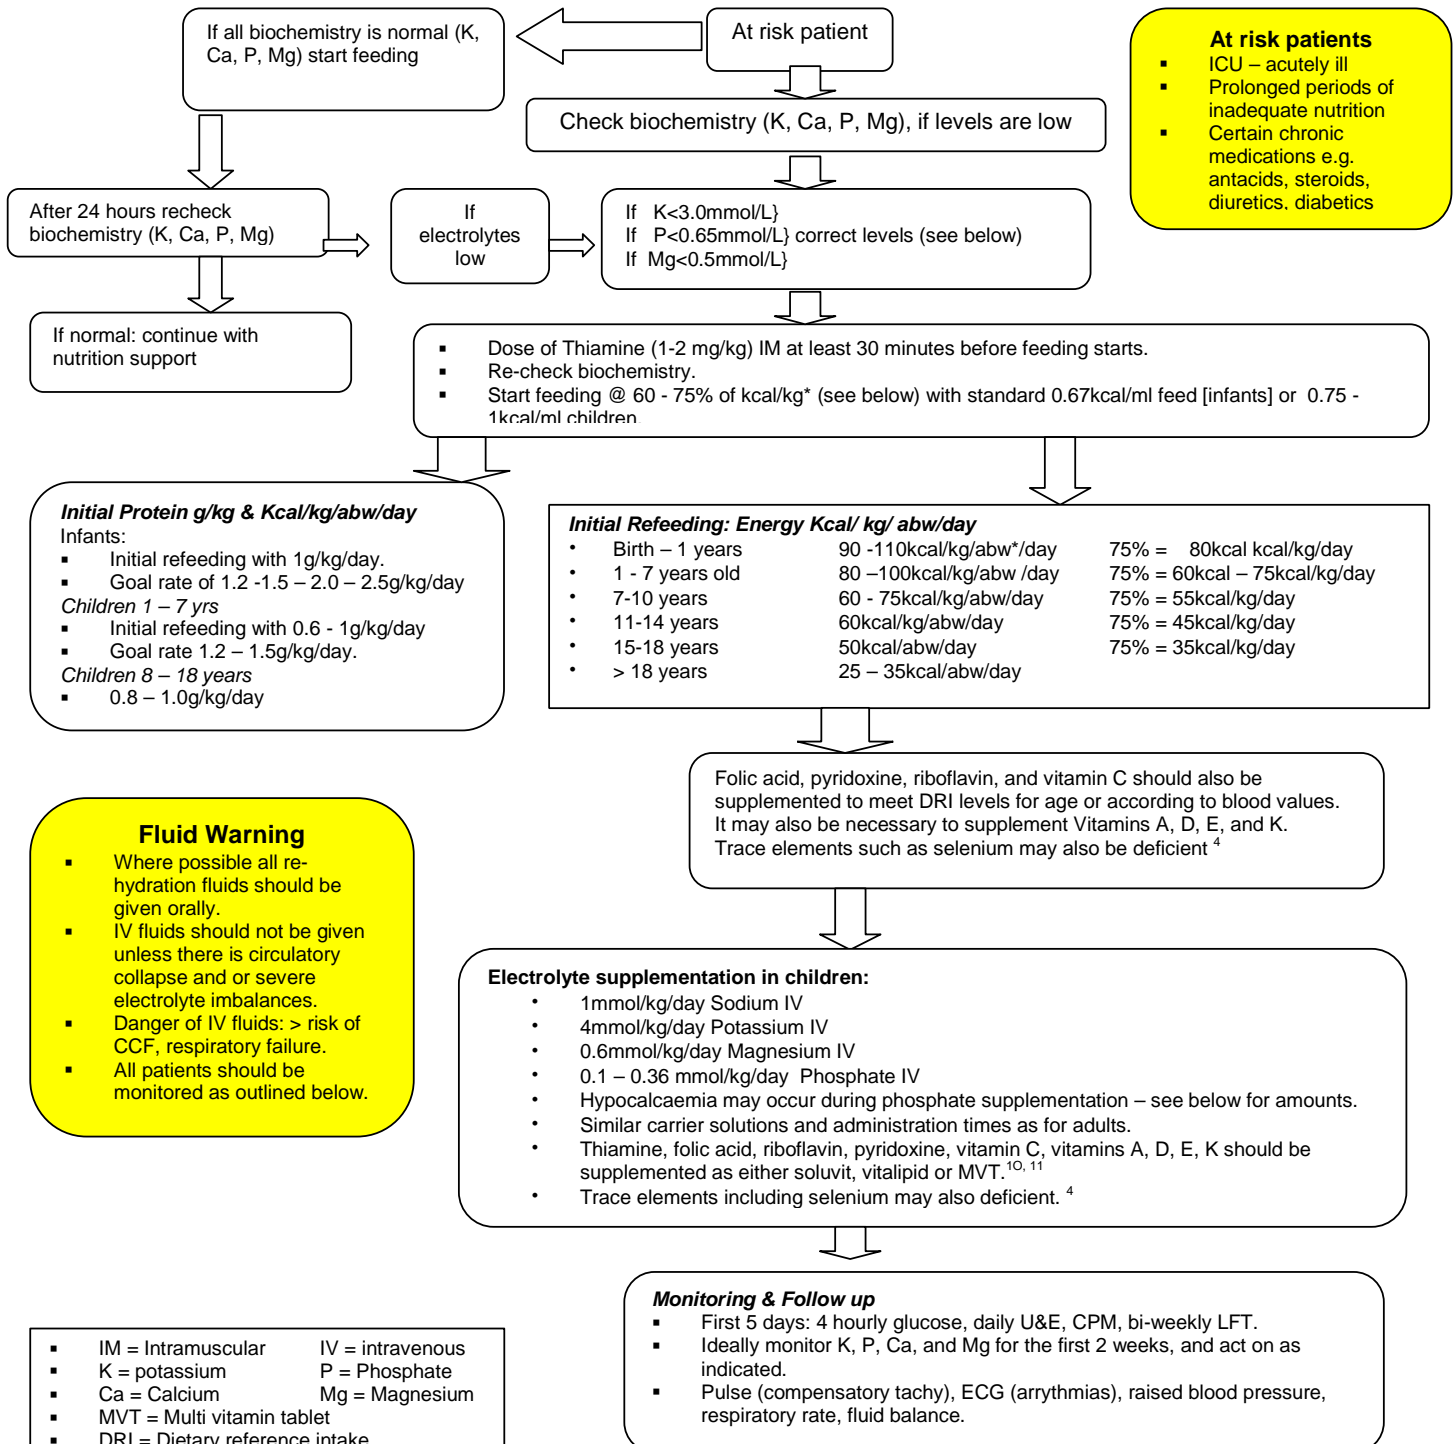 If all biochemistry is normal (K,
Ca, P, Mg) start feeding
At risk patient
At risk patients
▪ ICU – acutely ill
▪ Prolonged periods of
inadequate nutrition
▪ Certain chronic
medications e.g.
antacids, steroids,
diuretics, diabetics
Check biochemistry (K, Ca, P, Mg), if levels are low
After 24 hours recheck
biochemistry (K, Ca, P, Mg)
If
electrolytes
low
If K<3.0mmol/L}
If P<0.65mmol/L} correct levels (see below)
If Mg<0.5mmol/L}
If normal: continue with
nutrition support
▪ Dose of Thiamine (1-2 mg/kg) IM at least 30 minutes before feeding starts.
▪ Re-check biochemistry.
▪ Start feeding @ 60 - 75% of kcal/kg* (see below) with standard 0.67kcal/ml feed [infants] or 0.75 -
1kcal/ml children.
Initial Protein g/kg & Kcal/kg/abw/day
Infants:
▪ Initial refeeding with 1g/kg/day.
▪ Goal rate of 1.2 -1.5 – 2.0 – 2.5g/kg/day
Children 1 – 7 yrs
▪ Initial refeeding with 0.6 - 1g/kg/day
▪ Goal rate 1.2 – 1.5g/kg/day.
Children 8 – 18 years
▪ 0.8 – 1.0g/kg/day
Initial Refeeding: Energy Kcal/ kg/ abw/day
• Birth – 1 years 90 -110kcal/kg/abw*/day 75% = 80kcal kcal/kg/day
• 1 - 7 years old 80 –100kcal/kg/abw /day 75% = 60kcal – 75kcal/kg/day
• 7-10 years 60 - 75kcal/kg/abw/day 75% = 55kcal/kg/day
• 11-14 years 60kcal/kg/abw/day 75% = 45kcal/kg/day
• 15-18 years 50kcal/abw/day 75% = 35kcal/kg/day
• > 18 years 25 – 35kcal/abw/day
Folic acid, pyridoxine, riboflavin, and vitamin C should also be
supplemented to meet DRI levels for age or according to blood values.
It may also be necessary to supplement Vitamins A, D, E, and K.
Trace elements such as selenium may also be deficient 4
Fluid Warning
▪ Where possible all re-
hydration fluids should be
given orally.
▪ IV fluids should not be given
unless there is circulatory
collapse and or severe
electrolyte imbalances.
▪ Danger of IV fluids: > risk of
CCF, respiratory failure.
▪ All patients should be
monitored as outlined below.
Electrolyte supplementation in children:
• 1mmol/kg/day Sodium IV
• 4mmol/kg/day Potassium IV
• 0.6mmol/kg/day Magnesium IV
• 0.1 – 0.36 mmol/kg/day Phosphate IV
• Hypocalcaemia may occur during phosphate supplementation – see below for amounts.
• Similar carrier solutions and administration times as for adults.
• Thiamine, folic acid, riboflavin, pyridoxine, vitamin C, vitamins A, D, E, K should be
supplemented as either soluvit, vitalipid or MVT.1O, 11
• Trace elements including selenium may also deficient. 4
Monitoring & Follow up
▪ First 5 days: 4 hourly glucose, daily U&E, CPM, bi-weekly LFT.
▪ Ideally monitor K, P, Ca, and Mg for the first 2 weeks, and act on as
indicated.
▪ Pulse (compensatory tachy), ECG (arrythmias), raised blood pressure,
respiratory rate, fluid balance.
▪ IM = Intramuscular IV = intravenous
▪ K = potassium P = Phosphate
▪ Ca = Calcium Mg = Magnesium
▪ MVT = Multi vitamin tablet
▪ DRI = Dietary reference intake